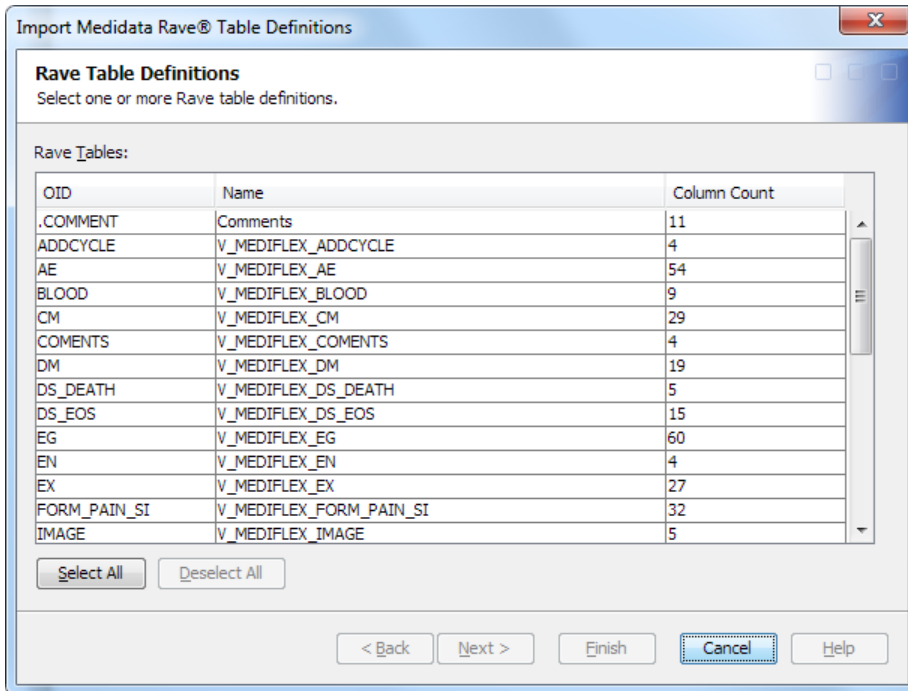 Import Medidata Rave® Table Definitions
Rave Table Definitions
Select one or more Rave table definitions.
Rave Tables:
OID Name Column Count
.COMMENT Comments 11
ADDCYCLE V_MEDIFLEX_ADDCYCLE 4
AE V_MEDIFLEX_AE 54
BLOOD V_MEDIFLEX_BLOOD 9
CM V_MEDIFLEX_CM 29
COMENTS V_MEDIFLEX_COMENTS 4
DM V_MEDIFLEX_DM 19
DS_DEATH V_MEDIFLEX_DS_DEATH 5
DS_EOS V_MEDIFLEX_DS_EOS 15
EG V_MEDIFLEX_EG 60
EN V_MEDIFLEX_EN 4
EX V_MEDIFLEX_EX 27
FORM_PAIN_SI V_MEDIFLEX_FORM_PAIN_SI 32
IMAGE V_MEDIFLEX_IMAGE 5
Select All Deselect All
< Back Next > Finish Cancel Help